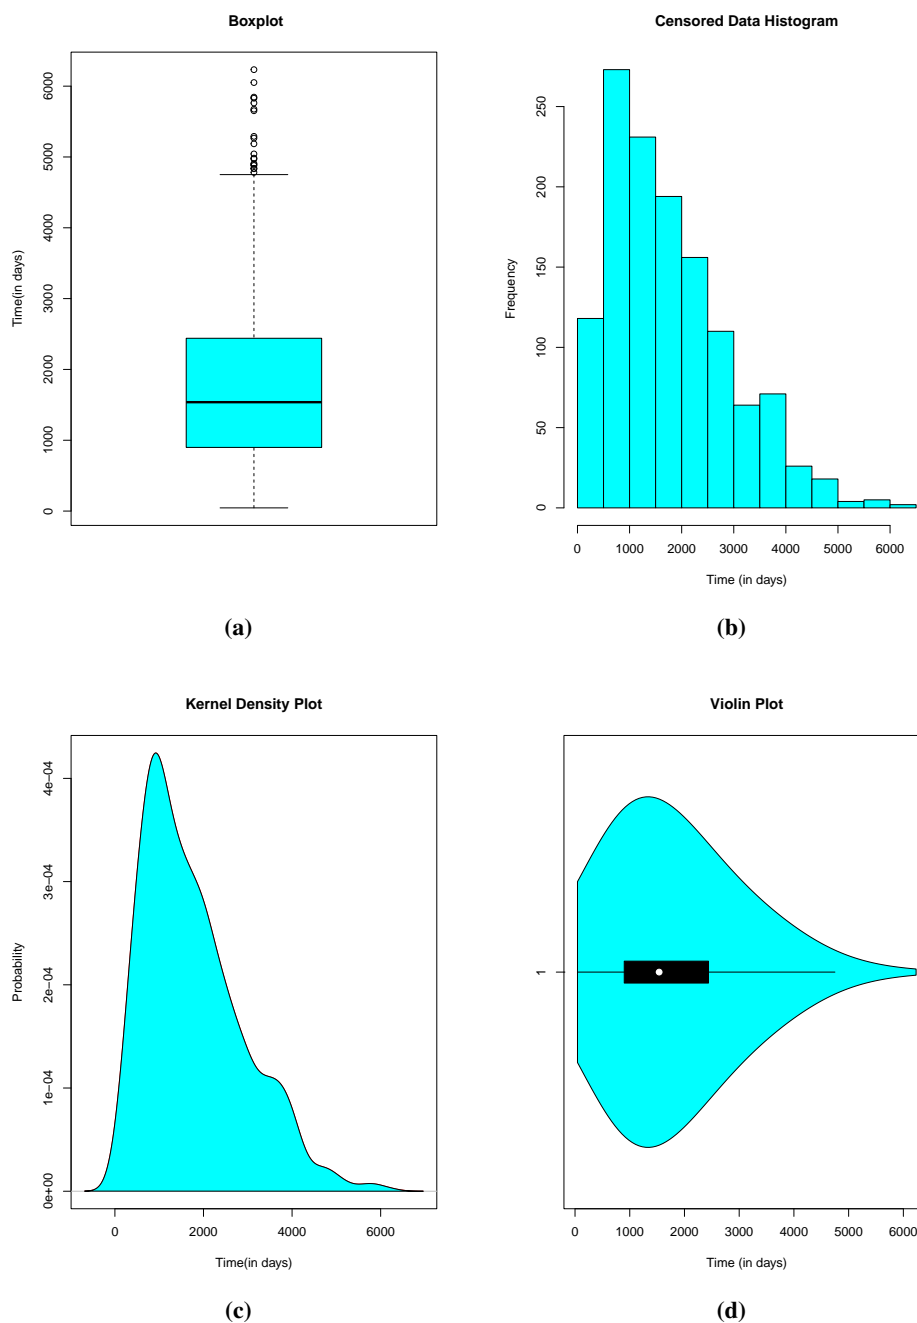 Boxplot
Time(in days)
0 1000 2000 3000 4000 5000 6000
(a)
Censored Data Histogram
Frequency
0 50 100 150 200 250
0 1000 2000 3000 4000 5000 6000
Time (in days)
(b)
Kernel Density Plot
Probability
0e+00 1e-04 2e-04 3e-04 4e-04
0 2000 4000 6000
Time(in days)
(c)
Violin Plot
1
0 1000 2000 3000 4000 5000 6000
Time (in days)
(d)